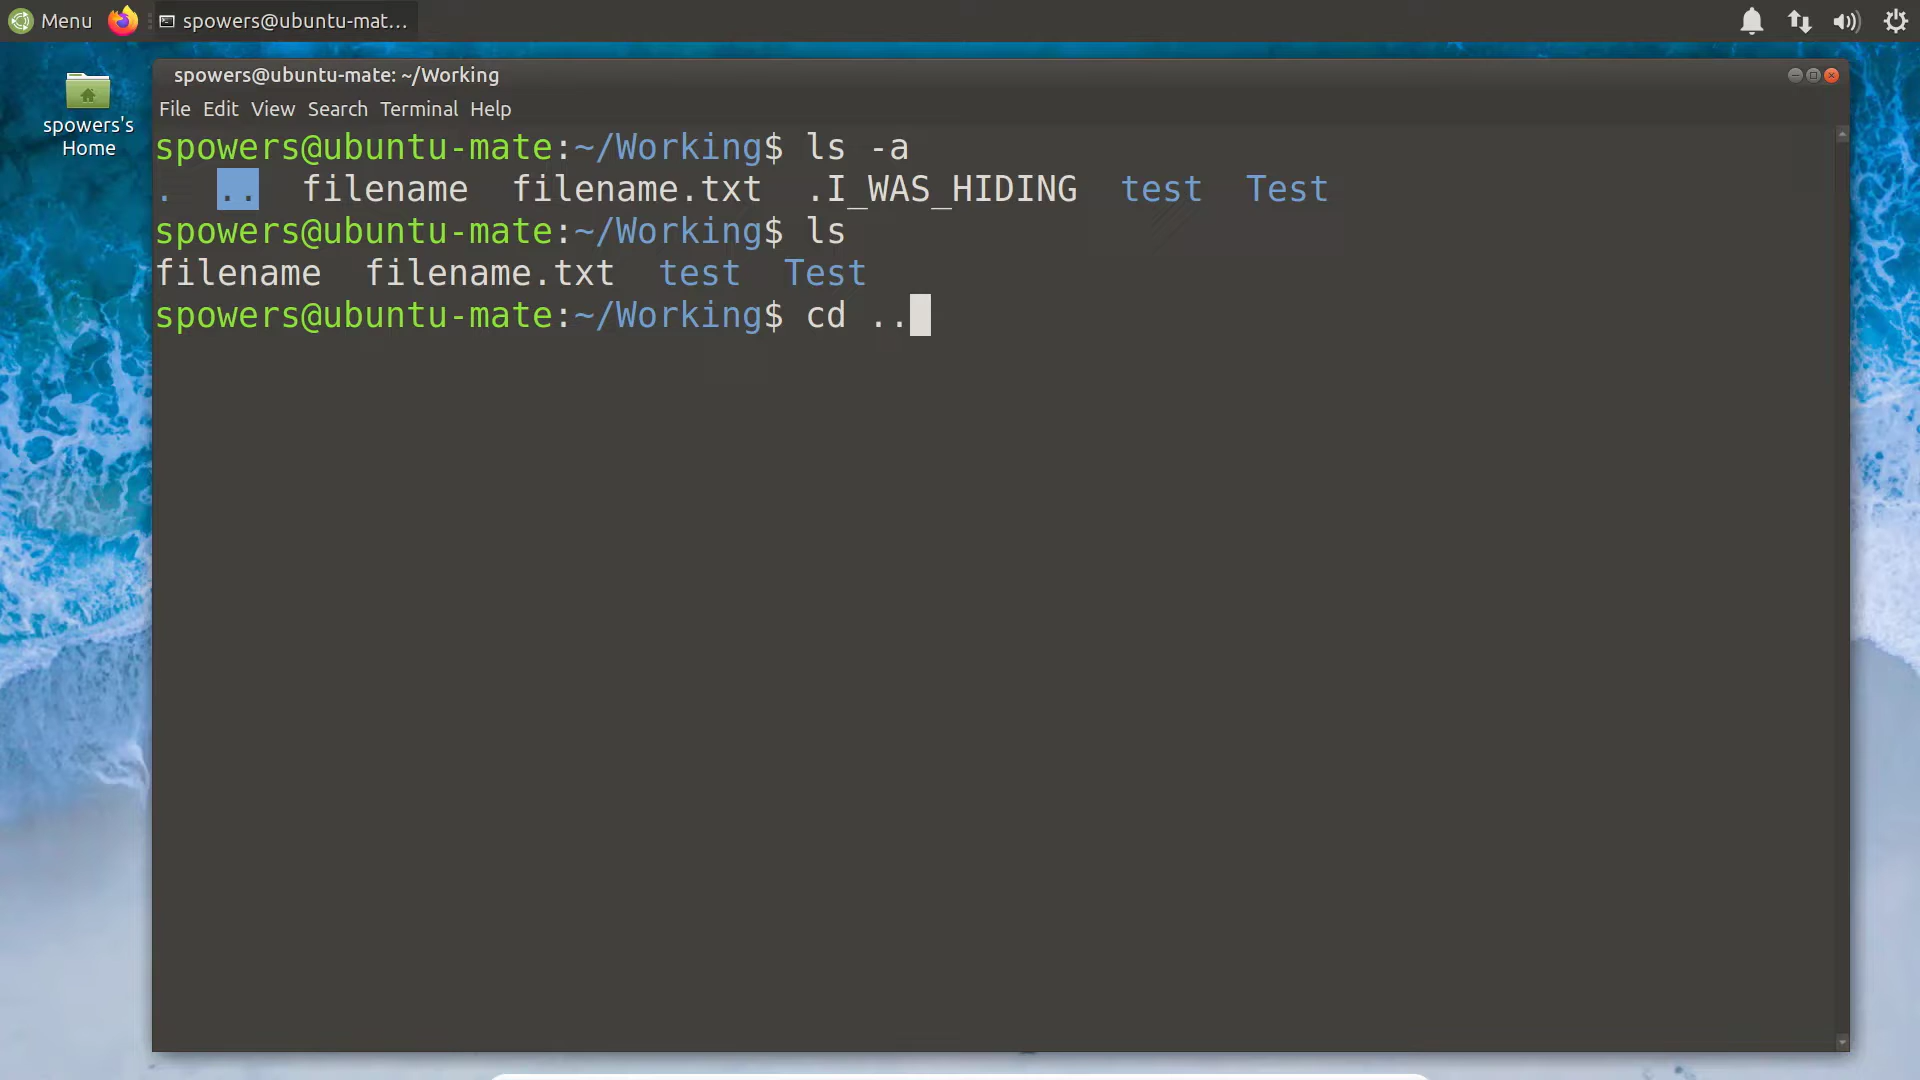 Menu spowers@ubuntu-mat...
spowers's
Home
spowers@ubuntu-mate: ~/Working
File Edit View Search Terminal Help
spowers@ubuntu-mate:~/Working$ ls -a
. .. filename filename.txt .I_WAS_HIDING test Test
spowers@ubuntu-mate:~/Working$ ls
filename filename.txt test Test
spowers@ubuntu-mate:~/Working$ cd ..